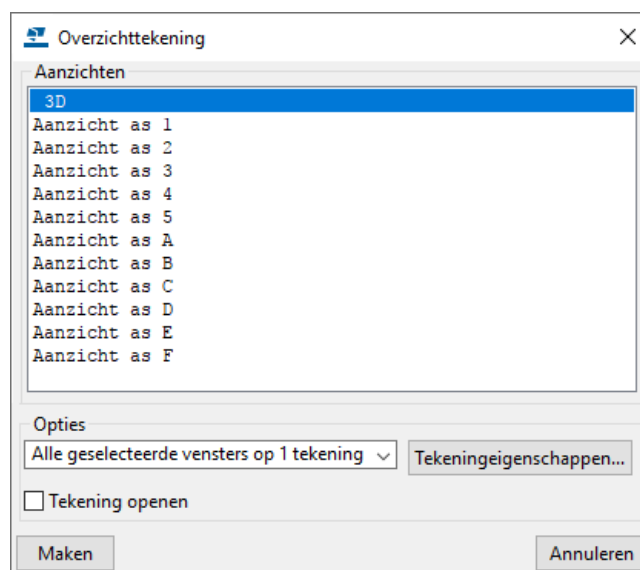 Overzichttekening
Aanzichten
3D
Aanzicht as 1
Aanzicht as 2
Aanzicht as 3
Aanzicht as 4
Aanzicht as 5
Aanzicht as A
Aanzicht as B
Aanzicht as C
Aanzicht as D
Aanzicht as E
Aanzicht as F
Opties
Alle geselecteerde vensters op 1 tekening
Tekeningeigenschappen...
Tekening openen
Maken
Annuleren